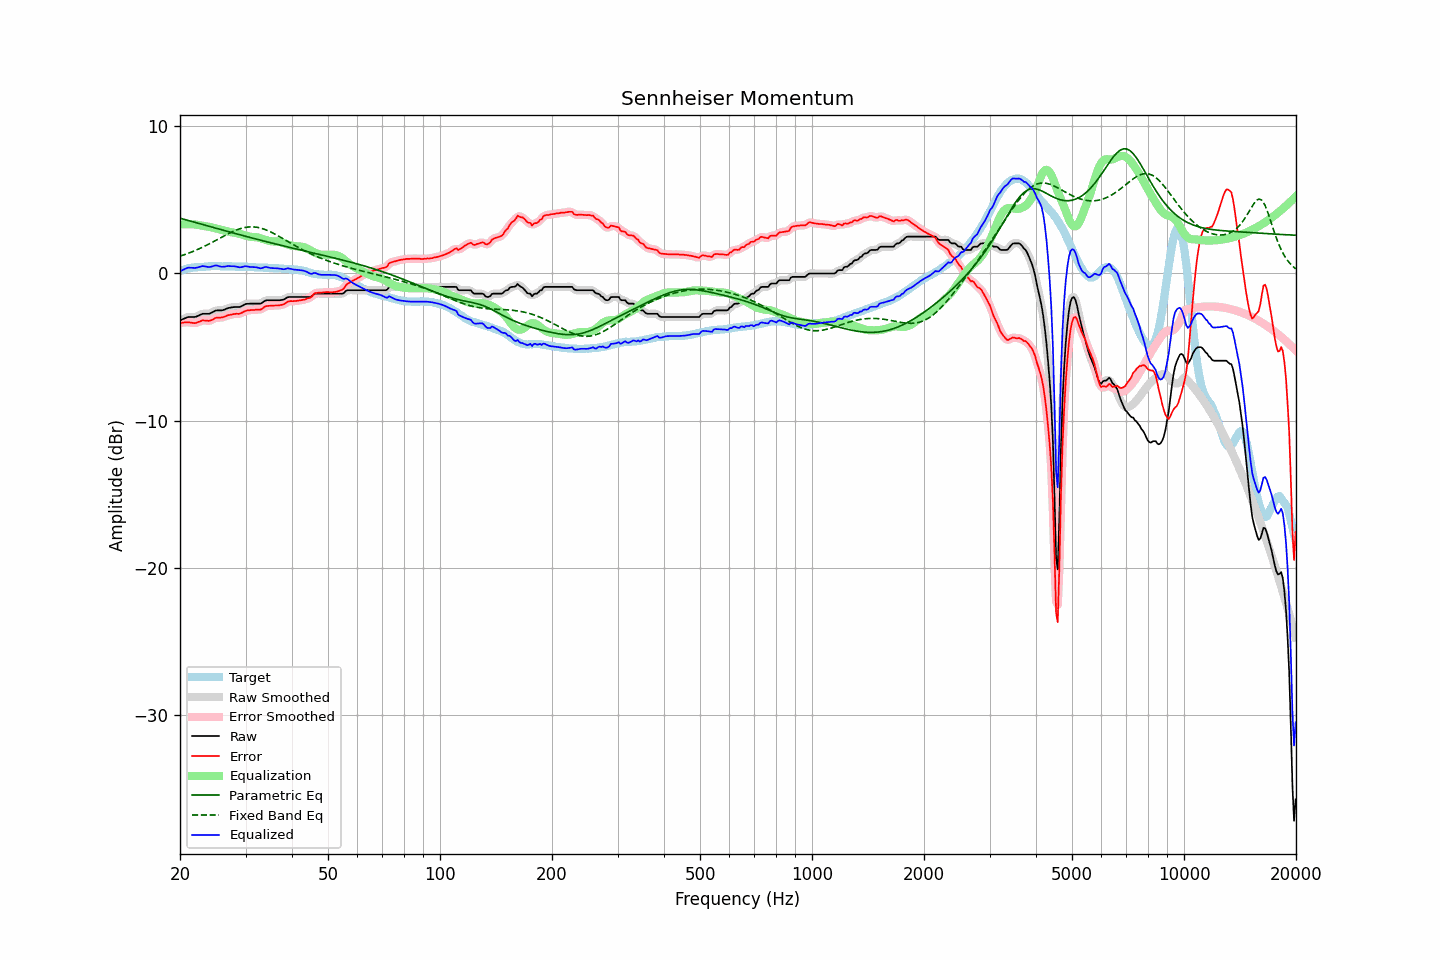 Sennheiser Momentum
10
0
−10
−20
−30
Amplitude (dBr)
Target
Raw Smoothed
Error Smoothed
Raw
Error
Equalization
Parametric Eq
Fixed Band Eq
Equalized
20
50
100
200
500
1000
2000
5000
10000
20000
Frequency (Hz)